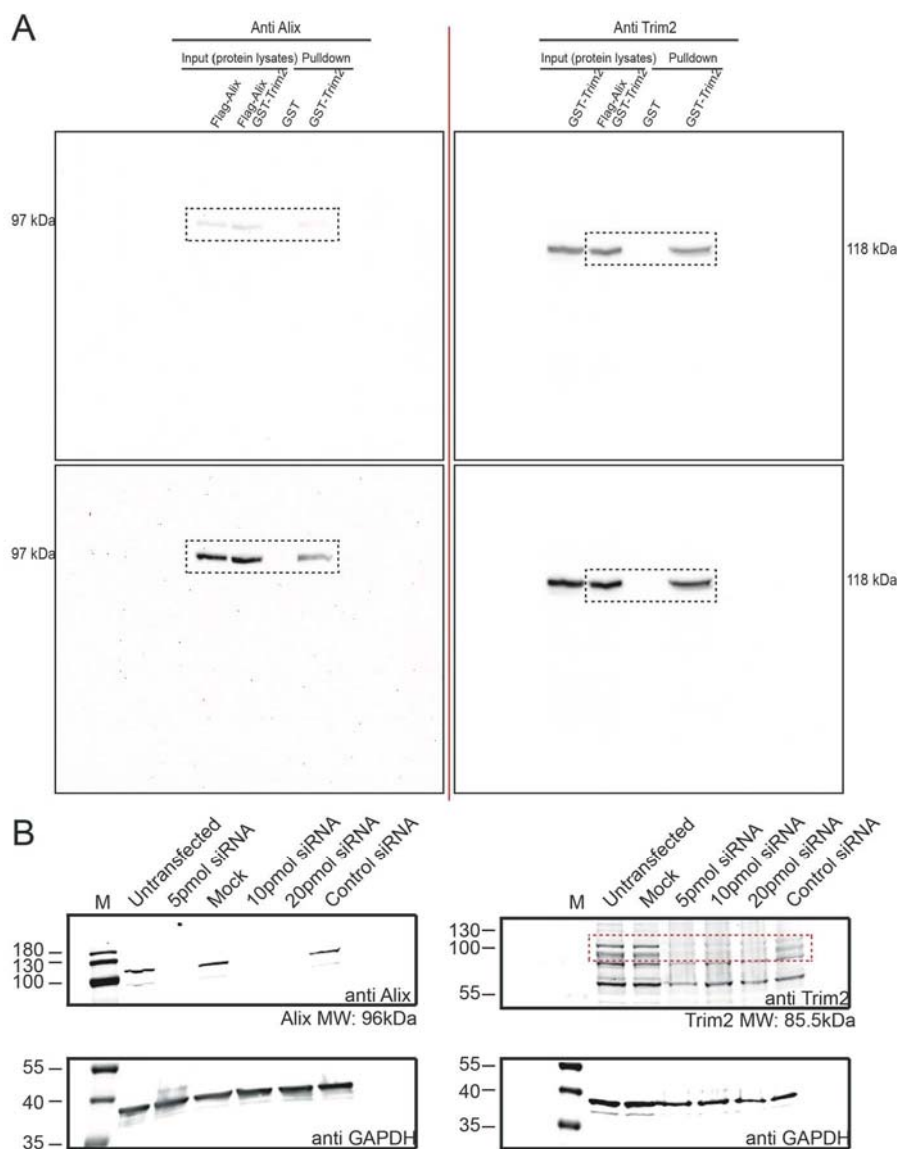 A
Anti Alix
Input (protein lysates) Pulldown
Flag-Alix
Flag-Alix
GST-Trim2
GST
GST-Trim2
97 kDa
97 kDa
Anti Trim2
Input (protein lysates) Pulldown
GST-Trim2
Flag-Alix
GST-Trim2
GST
GST-Trim2
118 kDa
118 kDa
B
M
Untransfected
5pmol siRNA
Mock
10pmol siRNA
20pmol siRNA
Control siRNA
180
130
100
anti Alix
Alix MW: 96kDa
55
40
35
anti GAPDH
M
Untransfected
Mock
5pmol siRNA
10pmol siRNA
20pmol siRNA
Control siRNA
130
100
55
anti Trim2
Trim2 MW: 85.5kDa
55
40
35
anti GAPDH